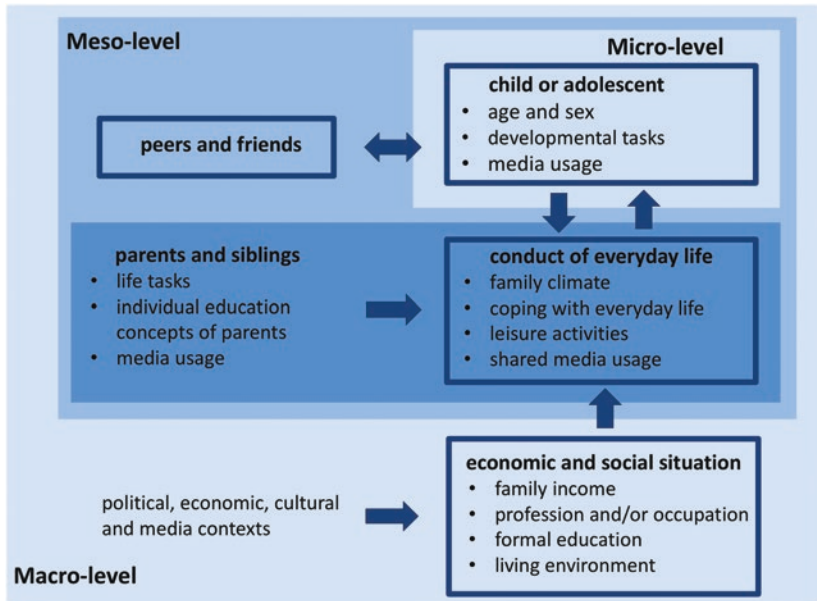 Meso-level
Micro-level
child or adolescent
• age and sex
• developmental tasks
• media usage
peers and friends
parents and siblings
• life tasks
• individual education
concepts of parents
• media usage
conduct of everyday life
• family climate
• coping with everyday life
• leisure activities
• shared media usage
economic and social situation
• family income
• profession and/or occupation
• formal education
• living environment
political, economic, cultural
and media contexts
Macro-level